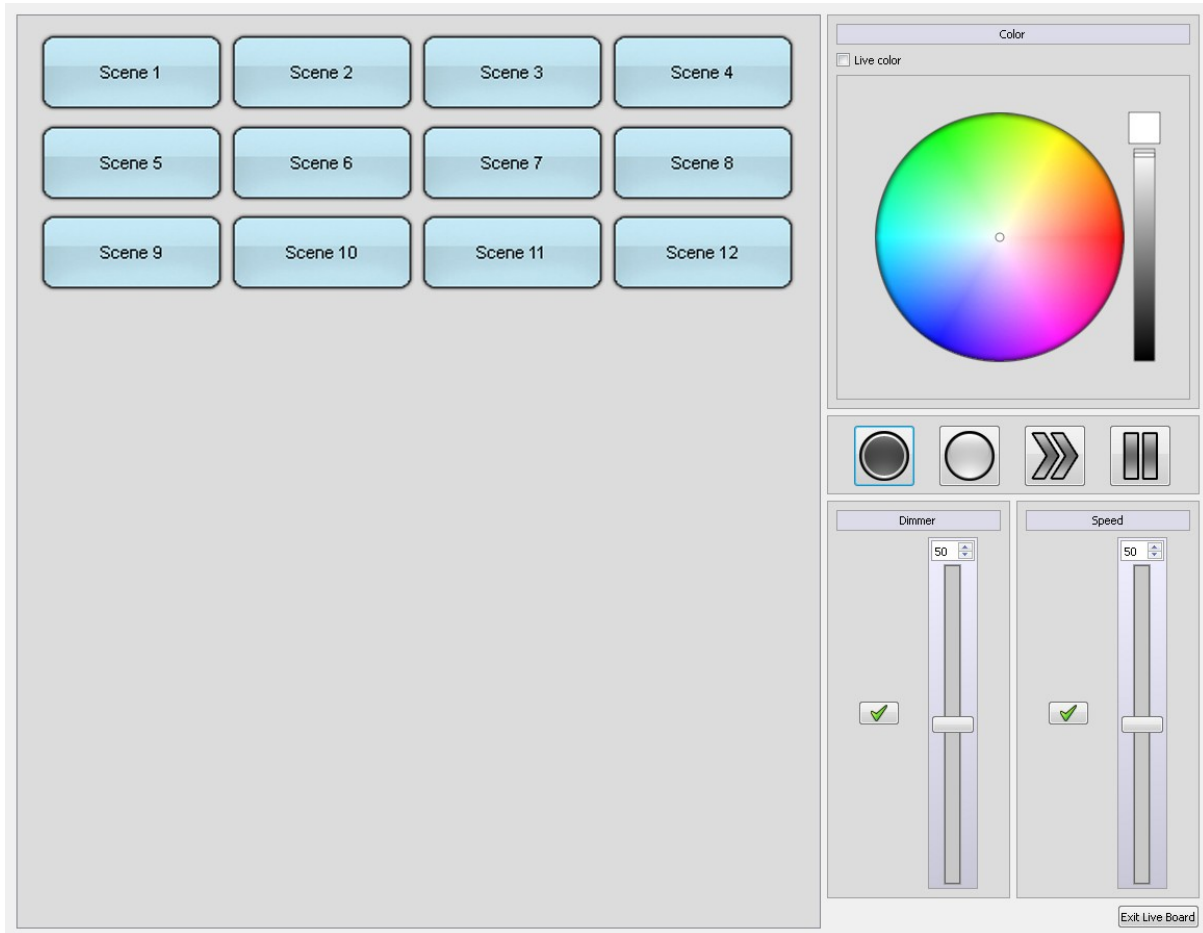 Scene 1
Scene 2
Scene 3
Scene 4
Scene 5
Scene 6
Scene 7
Scene 8
Scene 9
Scene 10
Scene 11
Scene 12
Color
Live color
Dimmer
50
Speed
50
Exit Live Board